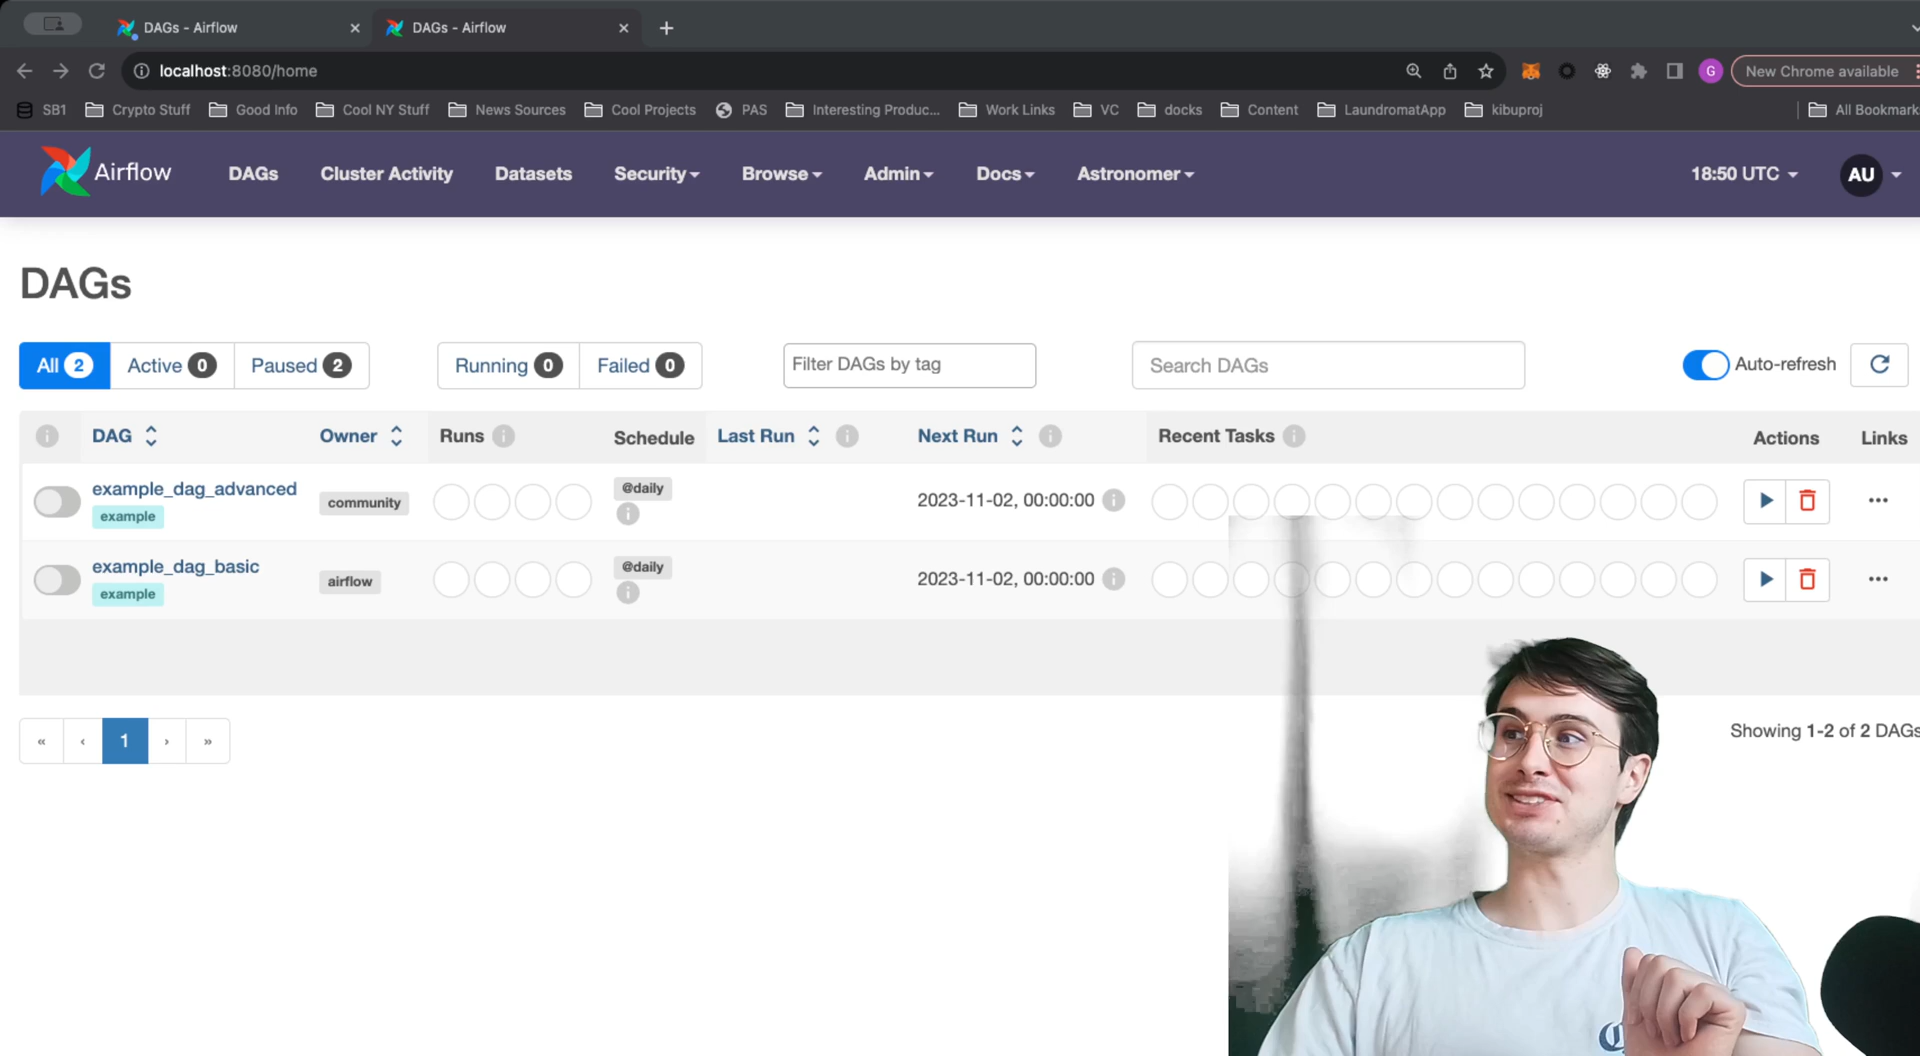 DAGs - Airflow
DAGs - Airflow
localhost:8080/home
G
New Chrome available
SB1
Crypto Stuff
Good Info
Cool NY Stuff
News Sources
Cool Projects
PAS
Interesting Produc...
Work Links
VC
docks
Content
LaundromatApp
kibuproj
All Bookmark
Airflow
DAGs
Cluster Activity
Datasets
Security
Browse
Admin
Docs
Astronomer
18:50 UTC
AU
DAGs
All 2
Active 0
Paused 2
Running 0
Failed 0
Filter DAGs by tag
Search DAGs
Auto-refresh
DAG
Owner
Runs
Schedule
Last Run
Next Run
Recent Tasks
Actions
Links
example_dag_advanced
example
community
@daily
2023-11-02, 00:00:00
example_dag_basic
example
airflow
@daily
2023-11-02, 00:00:00
« ‹ 1 › »
Showing 1-2 of 2 DAGs